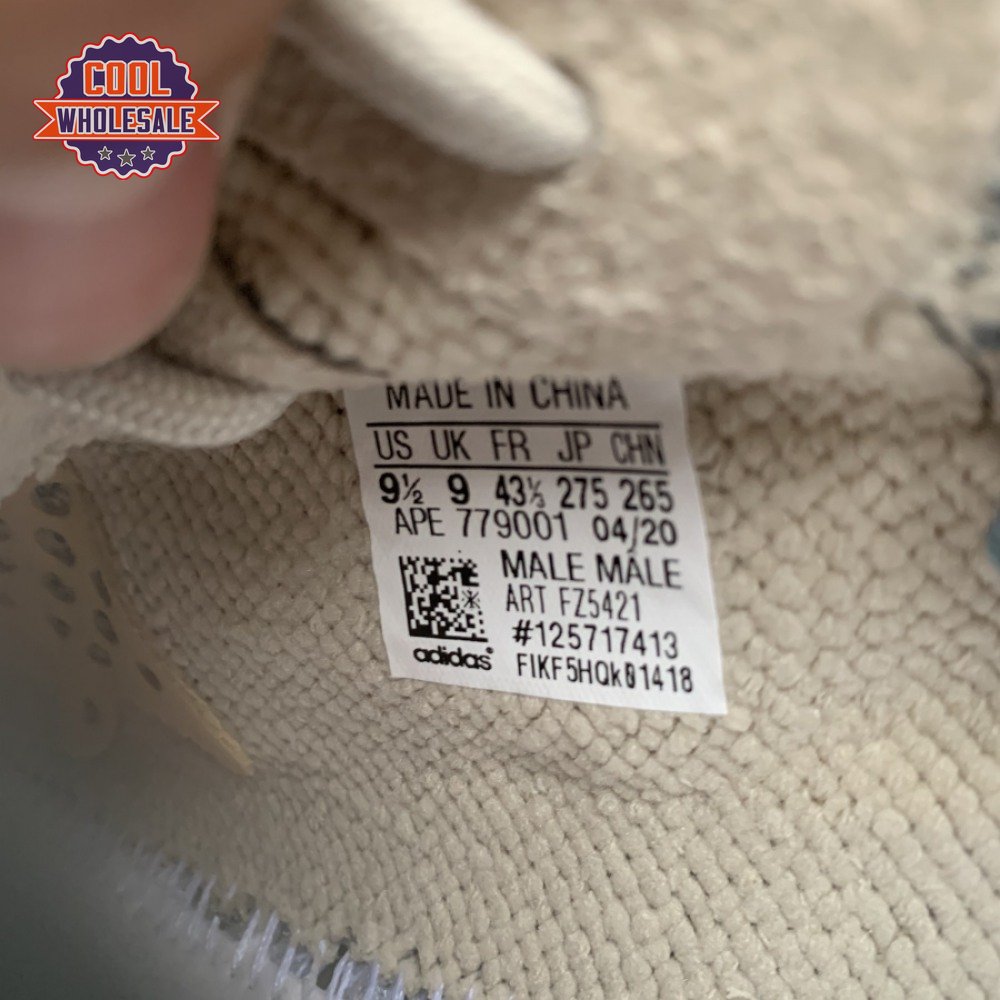 COOL
WHOLESALE
MADE IN CHINA
US UK FR JP CHN
9½ 9 43⅓ 275 265
APE 779001 04/20
MALE MALE
ART FZ5421
#125717413
adidas®